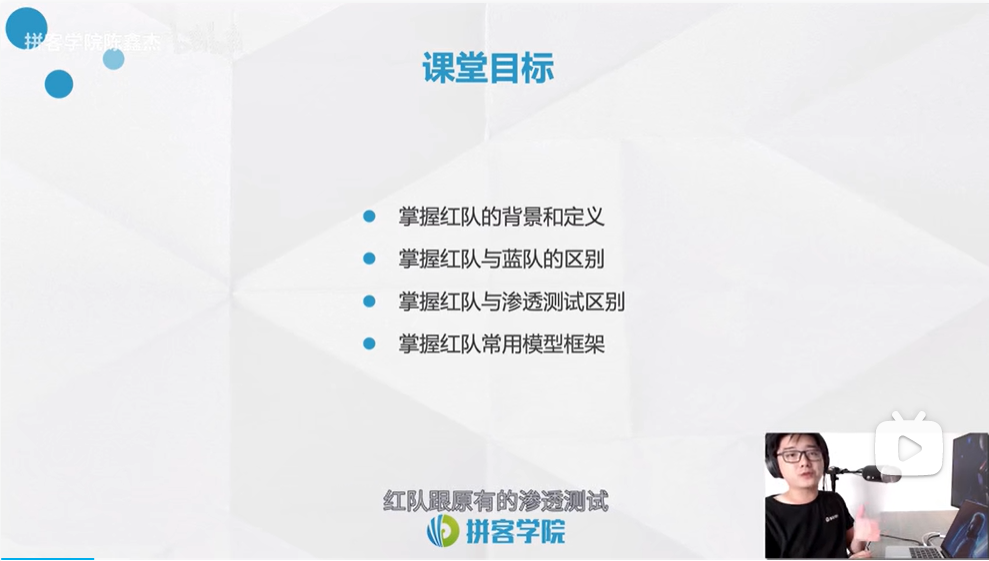 拼客学院陈鑫杰
课堂目标
掌握红队的背景和定义
掌握红队与蓝队的区别
掌握红队与渗透测试区别
掌握红队常用模型框架
红队跟原有的渗透测试
拼客学院